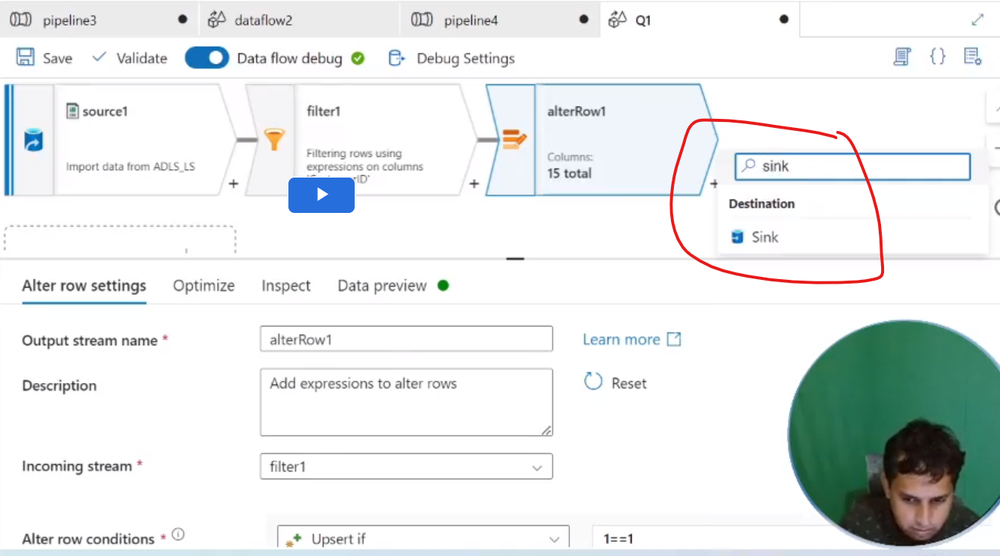 pipeline3
dataflow2
pipeline4
Q1
Save
Validate
Data flow debug
Debug Settings
source1
Import data from ADLS_LS
filter1
Filtering rows using
expressions on columns
alterRow1
Columns:
15 total
sink
Destination
Sink
Alter row settings
Optimize
Inspect
Data preview
Output stream name *
alterRow1
Learn more
Description
Add expressions to alter rows
Reset
Incoming stream *
filter1
Alter row conditions *
Upsert if
1==1